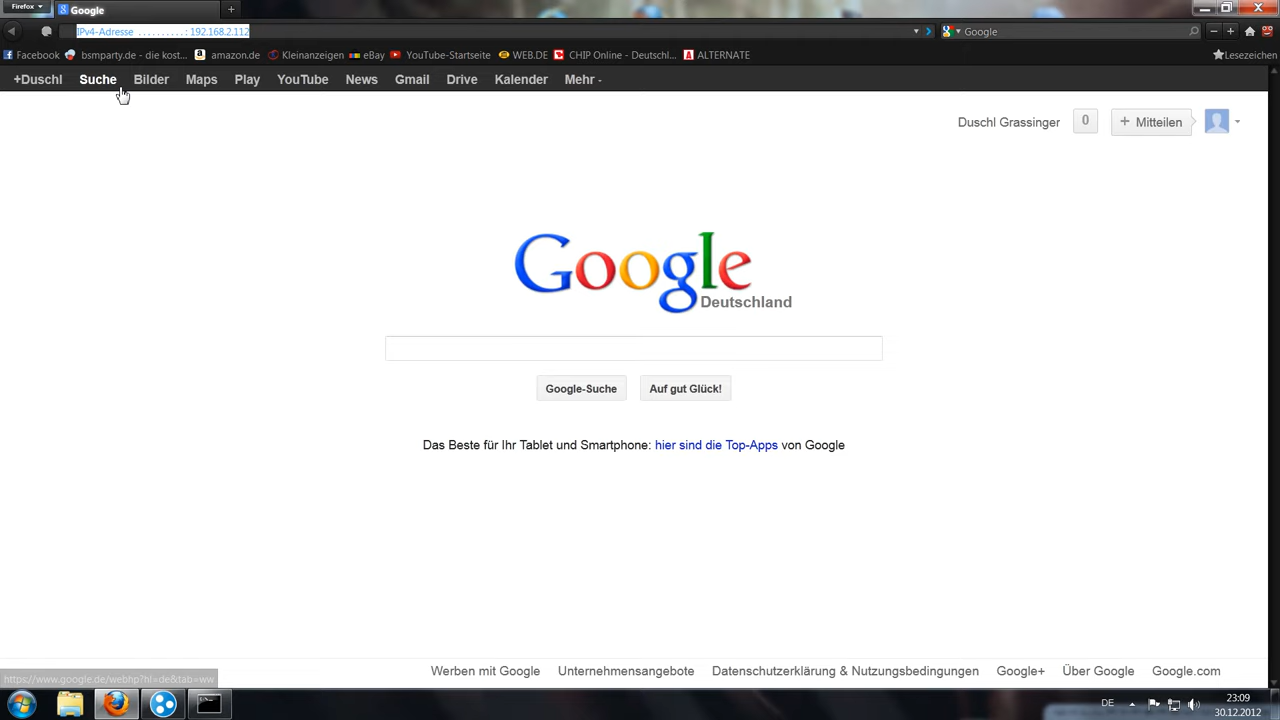 Firefox
Google
+
IPv4-Adresse . . . . . . . . . . : 192.168.2.112
Google
Facebook bsmparty.de - die kost... amazon.de Kleinanzeigen eBay YouTube-Startseite WEB.DE CHIP Online - Deutschl... ALTERNATE Lesezeichen
+Duschl Suche Bilder Maps Play YouTube News Gmail Drive Kalender Mehr
Duschl Grassinger 0 + Mitteilen
Google
Deutschland
Google-Suche Auf gut Glück!
Das Beste für Ihr Tablet und Smartphone: hier sind die Top-Apps von Google
Werben mit Google Unternehmensangebote Datenschutzerklärung & Nutzungsbedingungen Google+ Über Google Google.com
https://www.google.de/webhp?hl=de&tab=ww
DE 23:09
30.12.2012